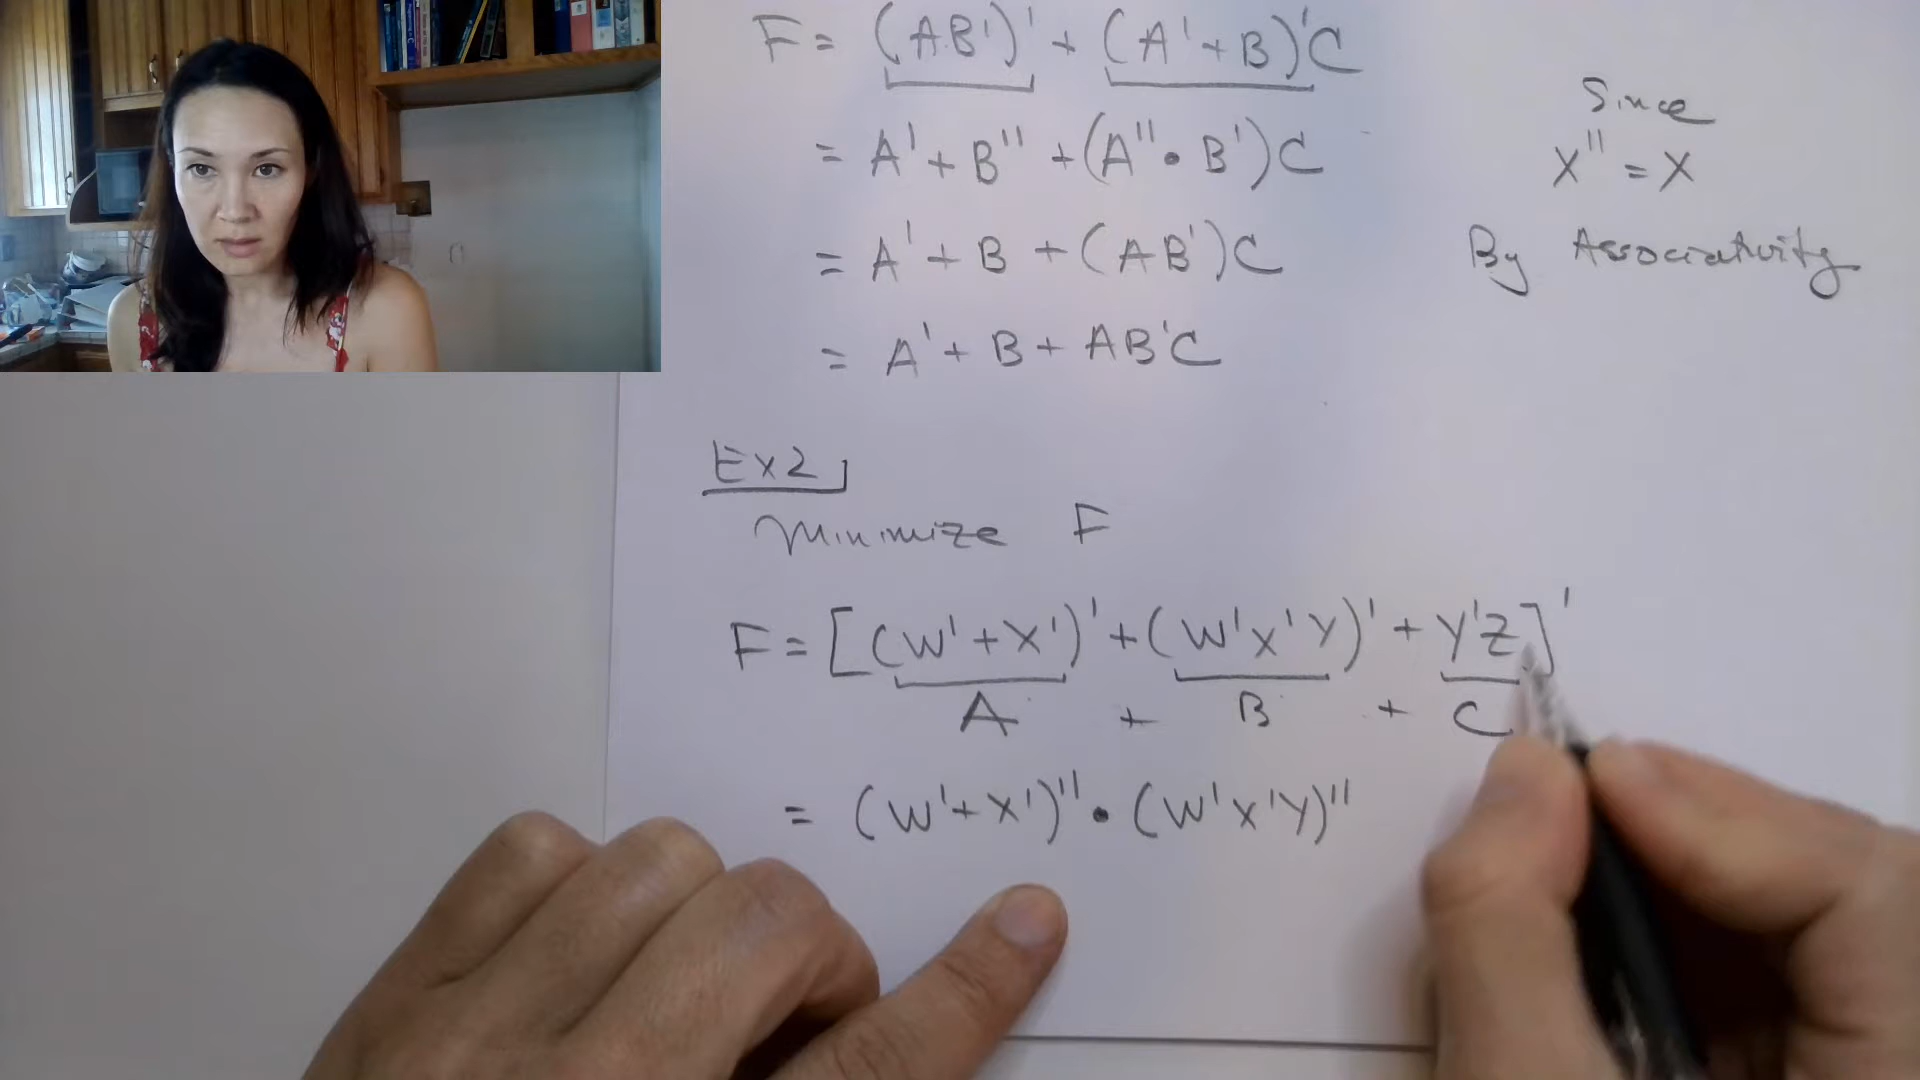 F = (AB')' + (A' + B)'C
= A' + B'' + (A'' • B')C
Since
X'' = X
= A' + B + (AB')C
By Associativity
= A' + B + AB'C
Ex2
Minimize F
F = [(W' + X')' + (W'X'Y)' + Y'Z]'
A + B + C
= (W' + X')'' • (W'X'Y)''